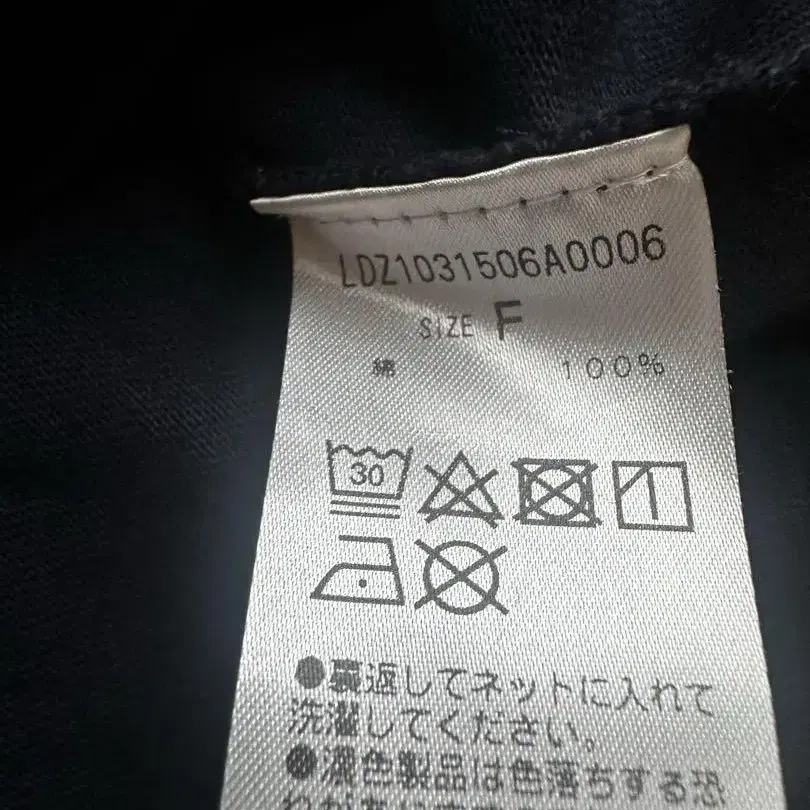 LDZ1031506A0006
SIZE F
綿 100%
30
●裏返してネットに入れて
洗濯してください。
●濃色製品は色落ちする恐